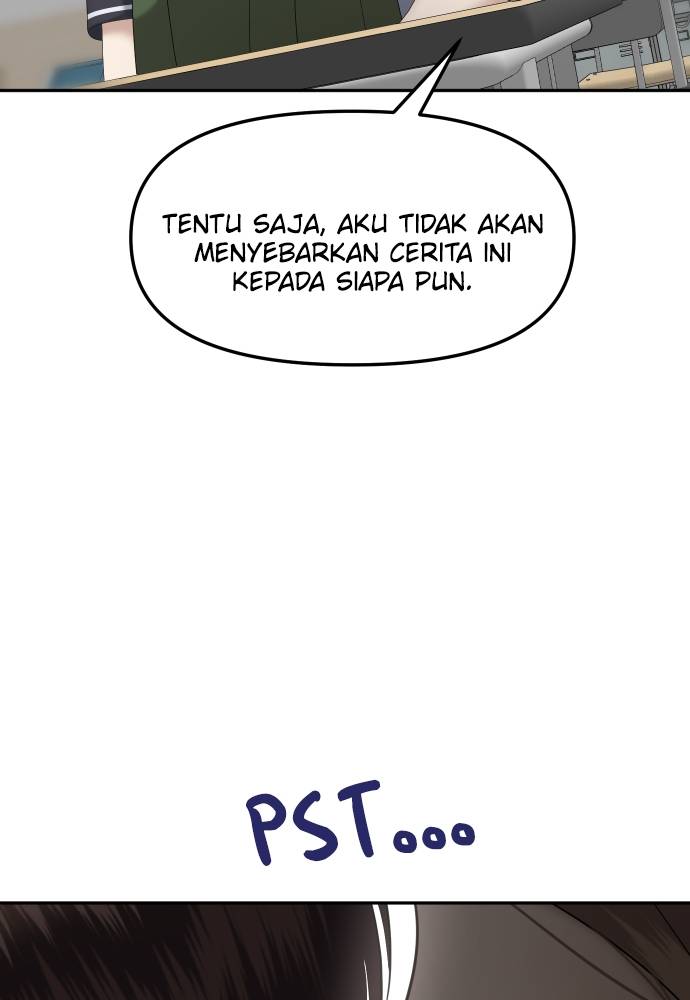 TENTU SAJA, AKU TIDAK AKAN
MENYEBARKAN CERITA INI
KEPADA SIAPA PUN.
PST...